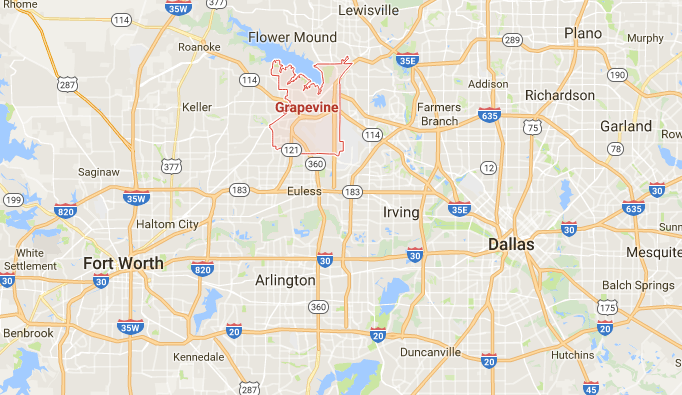 Rhome
377
35W
Lewisville
Flower Mound
Plano
Roanoke
289
Murphy
35E
287
114
114
Addison
190
Keller
Grapevine
Richardson
Farmers
Branch
635
75
Garland
114
78
121
360
Saginaw
377
12
199
35W
183
Euless
183
30
820
Irving
35E
635
Haltom City
30
Sunn
Dallas
White
Settlement
Fort Worth
820
30
30
Mesquite
30
30
Arlington
Balch Springs
360
175
Benbrook
35W
20
20
20
Kennedale
Duncanville
20
Hutchins
287
45